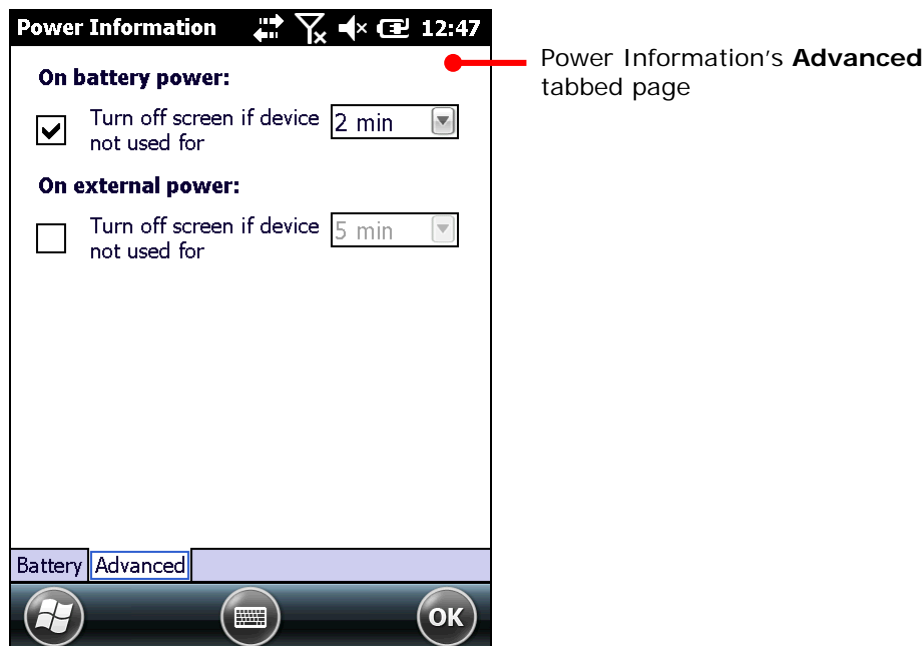 Power Information 12:47
On battery power:
Turn off screen if device
not used for
2 min
On external power:
Turn off screen if device
not used for
5 min
Battery Advanced
OK
Power Information's Advanced
tabbed page